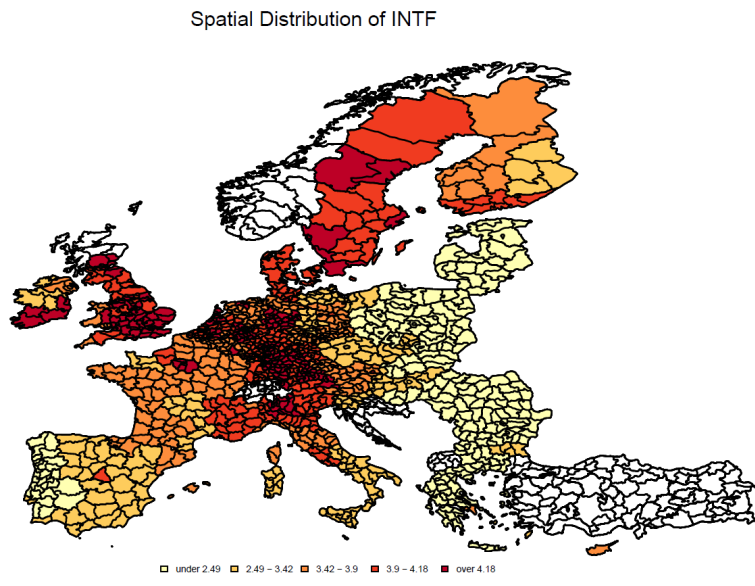 Spatial Distribution of INTF
under 2.49 2.49 − 3.42 3.42 − 3.9 3.9 − 4.18 over 4.18